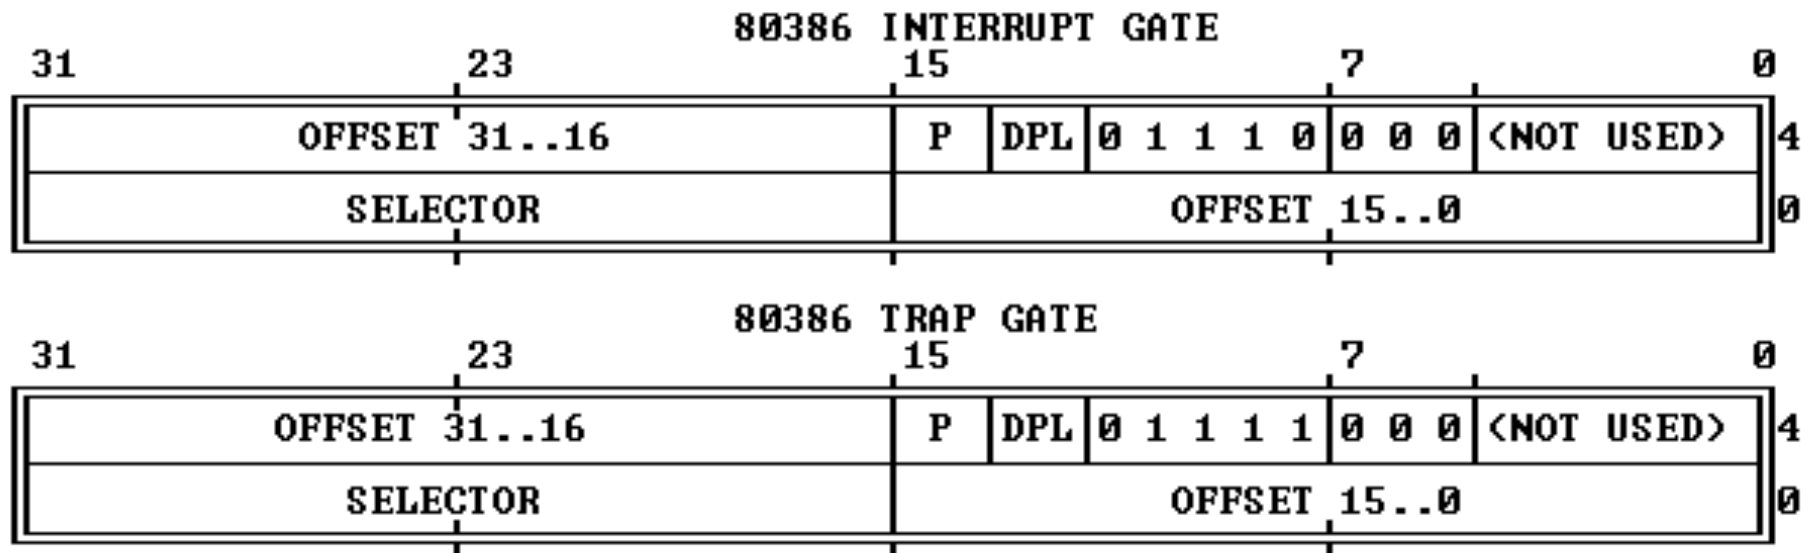 80386 INTERRUPT GATE
31 23 15 7 0
OFFSET 31..16 P DPL 0 1 1 1 0 0 0 0 (NOT USED) 4
SELECTOR OFFSET 15..0 0
80386 TRAP GATE
31 23 15 7 0
OFFSET 31..16 P DPL 0 1 1 1 1 0 0 0 (NOT USED) 4
SELECTOR OFFSET 15..0 0